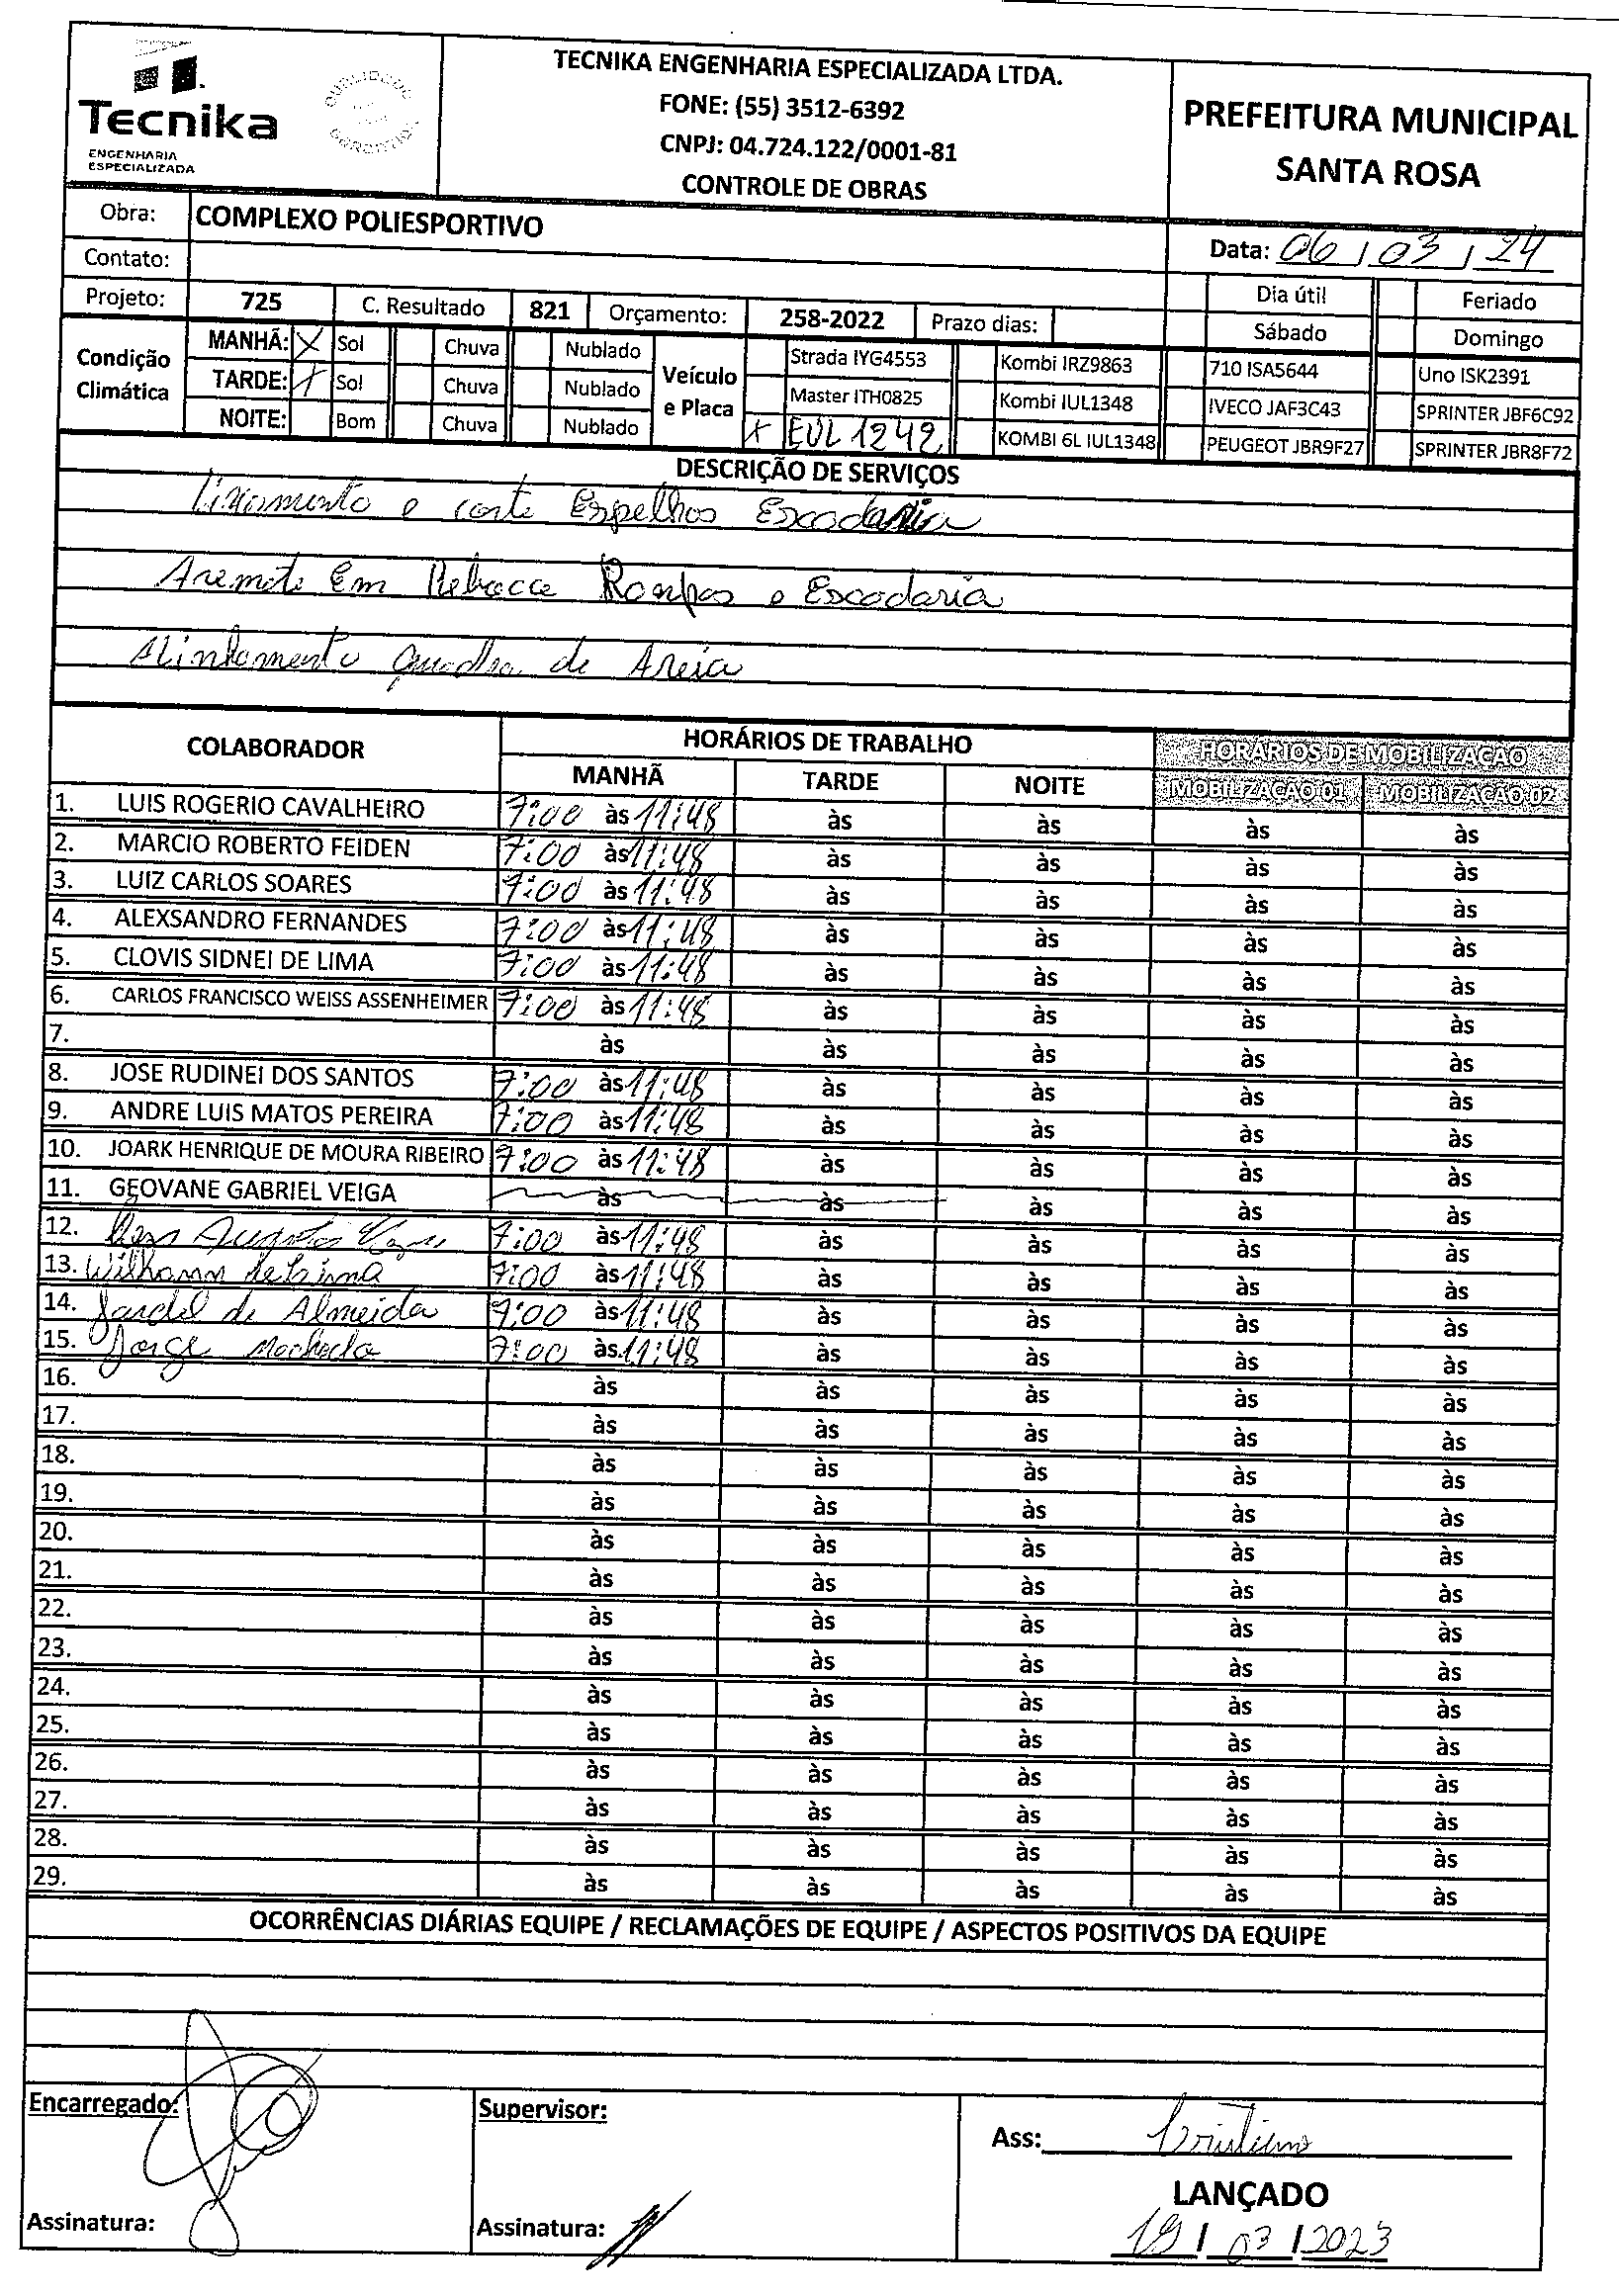 Tecnika
ENGENHARIA
ESPECIALIZADA
TECNIKA ENGENHARIA ESPECIALIZADA LTDA.
FONE: (55) 3512-6392
CNPJ: 04.724.122/0001-81
CONTROLE DE OBRAS
PREFEITURA MUNICIPAL
SANTA ROSA
Obra: COMPLEXO POLIESPORTIVO
Data: 06 / 03 / 24
Contato:
Dia útil Feriado
Projeto: 725 C. Resultado 821 Orçamento: 258-2022 Prazo dias:
Sábado Domingo
Condição Climática
MANHÃ: X Sol Chuva Nublado
TARDE: X Sol Chuva Nublado
NOITE: Bom Chuva Nublado
Veículo e Placa
Strada IYG4553 Kombi IRZ9863 710 ISA5644 Uno ISK2391
Master ITH0825 Kombi IUL1348 IVECO JAF3C43 SPRINTER JBF6C92
X EUL 1242 KOMBI 6L IUL1348 PEUGEOT JBR9F27 SPRINTER JBR8F72
DESCRIÇÃO DE SERVIÇOS
Lixamento e corte Espelhos Escadaria
Aremate Em Reboco Rampas e Escadaria
Alinhamento quadra de Areia
COLABORADOR HORÁRIOS DE TRABALHO HORÁRIOS DE MOBILIZAÇÃO
MANHÃ TARDE NOITE MOBILIZAÇÃO 01 MOBILIZAÇÃO 02
1. LUIS ROGERIO CAVALHEIRO 7:00 às 11:48 às às às às
2. MARCIO ROBERTO FEIDEN 7:00 às 11:48 às às às às
3. LUIZ CARLOS SOARES 7:00 às 11:48 às às às às
4. ALEXSANDRO FERNANDES 7:00 às 11:48 às às às às
5. CLOVIS SIDNEI DE LIMA 7:00 às 11:48 às às às às
6. CARLOS FRANCISCO WEISS ASSENHEIMER 7:00 às 11:48 às às às às
7. às às às às às
8. JOSE RUDINEI DOS SANTOS 7:00 às 11:48 às às às às
9. ANDRE LUIS MATOS PEREIRA 7:00 às 11:48 às às às às
10. JOARK HENRIQUE DE MOURA RIBEIRO 7:00 às 11:48 às às às às
11. GEOVANE GABRIEL VEIGA às às às às às
12. Augusto 7:00 às 11:48 às às às às
13. 7:00 às 11:48 às às às às
14. Jardel de Almeida 7:00 às 11:48 às às às às
15. Jorge Machado 7:00 às 11:48 às às às às
16. às às às às às
17. às às às às às
18. às às às às às
19. às às às às às
20. às às às às às
21. às às às às às
22. às às às às às
23. às às às às às
24. às às às às às
25. às às às às às
26. às às às às às
27. às às às às às
28. às às às às às
29. às às às às às
OCORRÊNCIAS DIÁRIAS EQUIPE / RECLAMAÇÕES DE EQUIPE / ASPECTOS POSITIVOS DA EQUIPE
Encarregado: Supervisor:
Ass: Cristiano
LANÇADO
Assinatura: Assinatura:
19 / 03 / 2023